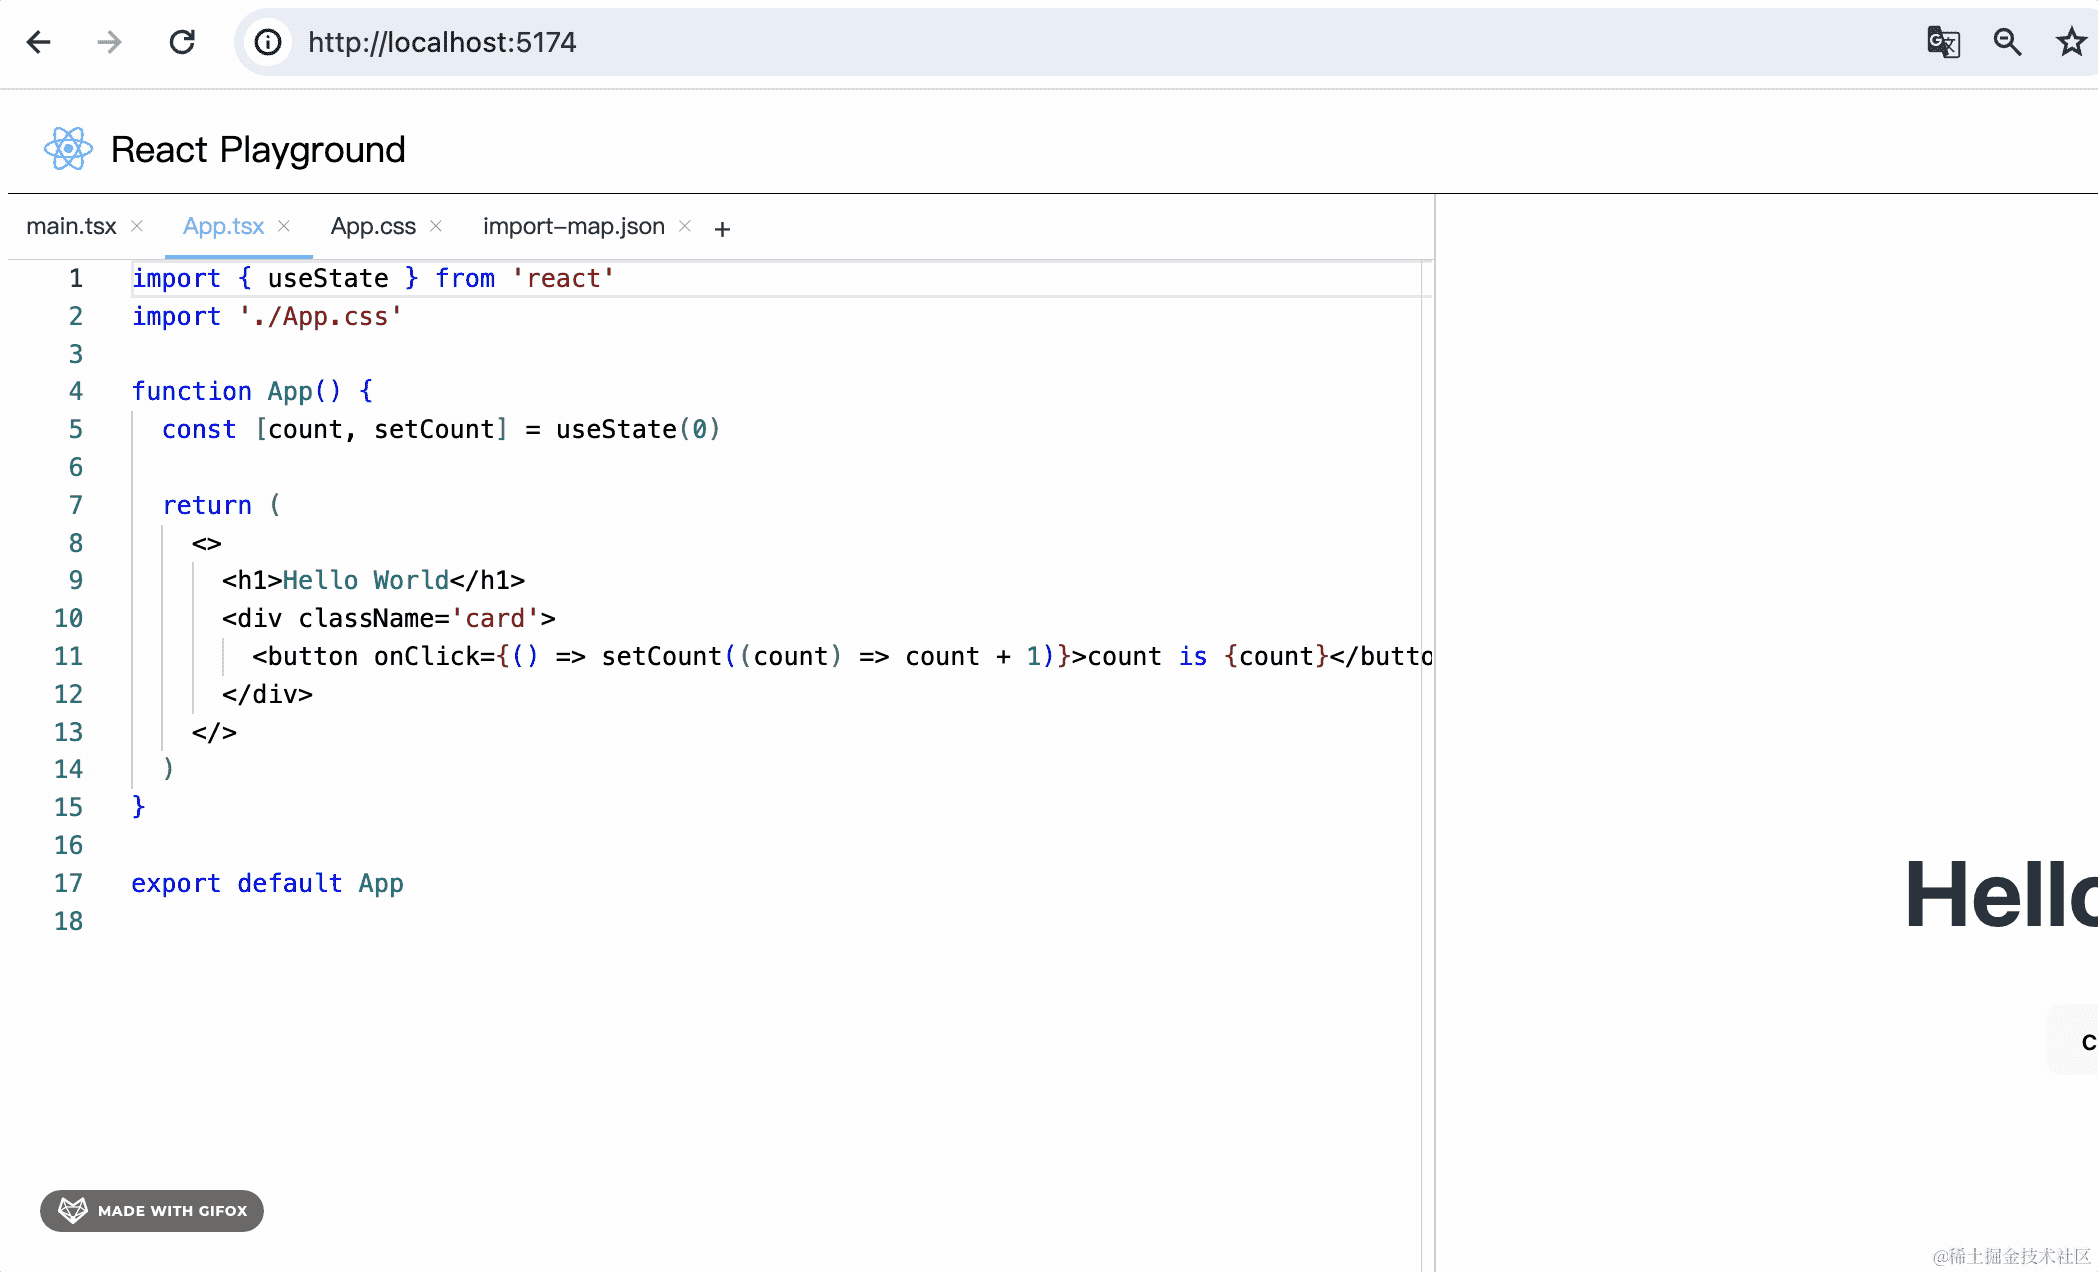 http://localhost:5174
React Playground
main.tsx × App.tsx × App.css × import-map.json × +
1 import { useState } from 'react'
2 import './App.css'
3
4 function App() {
5   const [count, setCount] = useState(0)
6
7   return (
8     <>
9       <h1>Hello World</h1>
10       <div className='card'>
11         <button onClick={() => setCount((count) => count + 1)}>count is {count}</butto
12       </div>
13     </>
14   )
15 }
16
17 export default App
18
Hello
c
MADE WITH GIFOX
@稀土掘金技术社区